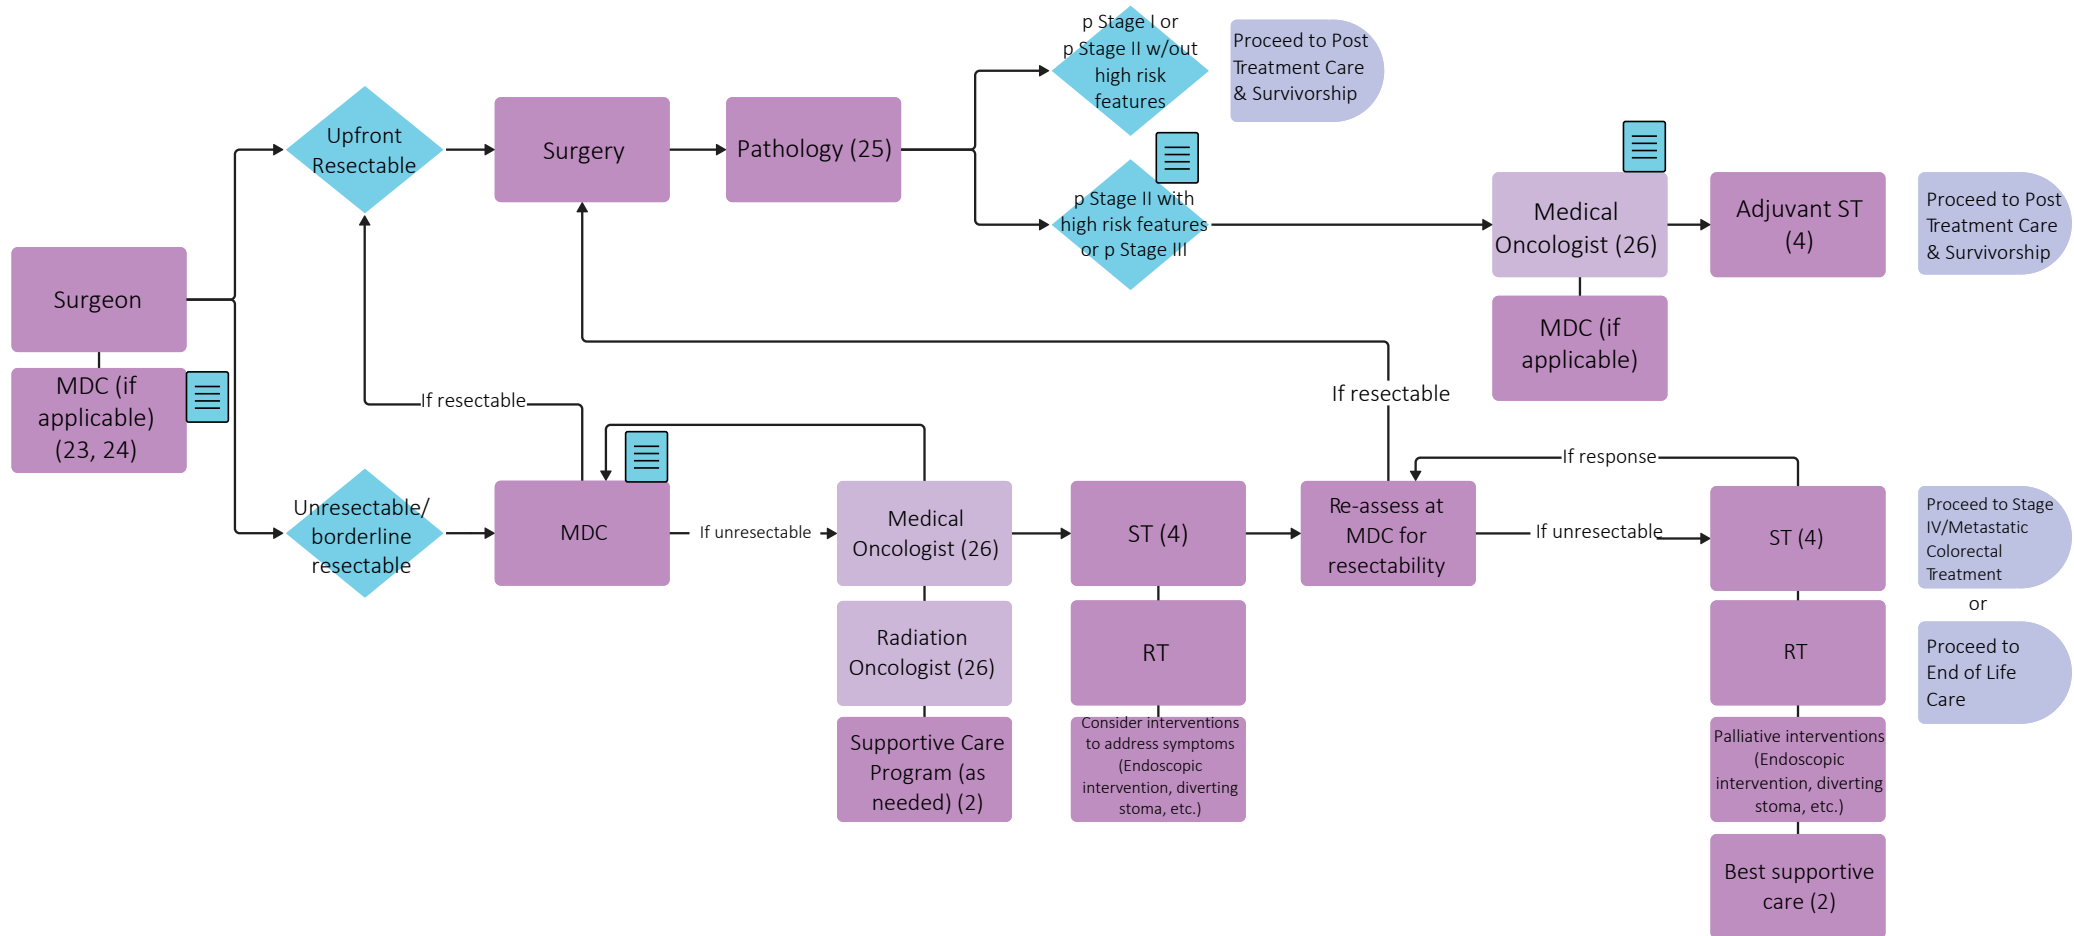 p Stage I or
p Stage II w/out
high risk
features
Proceed to Post
Treatment Care
& Survivorship
Upfront
Resectable
Surgery
Pathology (25)
p Stage II with
high risk features
or p Stage III
Medical
Oncologist (26)
Adjuvant ST
(4)
Proceed to Post
Treatment Care
& Survivorship
MDC (if
applicable)
Surgeon
MDC (if
applicable)
(23, 24)
If resectable
If resectable
If response
Unresectable/
borderline
resectable
MDC
If unresectable
Medical
Oncologist (26)
ST (4)
Re-assess at
MDC for
resectability
If unresectable
ST (4)
Proceed to Stage
IV/Metastatic
Colorectal
Treatment
or
Proceed to
End of Life
Care
Radiation
Oncologist (26)
RT
RT
Supportive Care
Program (as
needed) (2)
Consider interventions
to address symptoms
(Endoscopic
intervention, diverting
stoma, etc.)
Palliative interventions
(Endoscopic
intervention, diverting
stoma, etc.)
Best supportive
care (2)